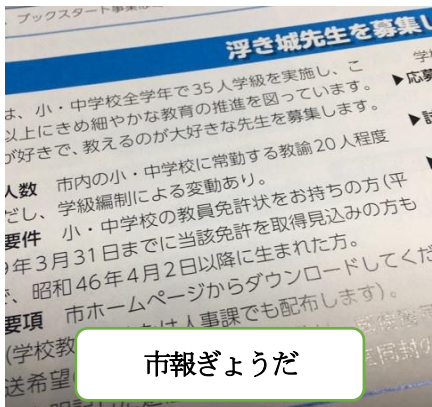 ブックスタート事業
浮き城先生を募集し
は、小・中学校全学年で35人学級を実施し、こ
以上にきめ細やかな教育の推進を図っています。
が好きで、教えるのが大好きな先生を募集します。
人数　市内の小・中学校に常勤する教諭20人程度
だし、学級編制による変動あり。
要件　小・中学校の教員免許状をお持ちの方(平
9年3月31日までに当該免許を取得見込みの方も
、昭和46年4月2日以降に生まれた方。
要項　市ホームページからダウンロードしてくだ
(学校教
は人事課でも配布します)。
送希望
▶応募
市報ぎょうだ